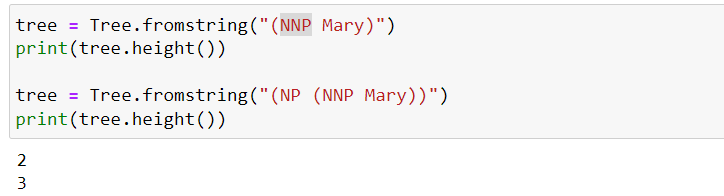 tree = Tree.fromstring("(NNP Mary)")
print(tree.height())
tree = Tree.fromstring("(NP (NNP Mary))")
print(tree.height())
2
3